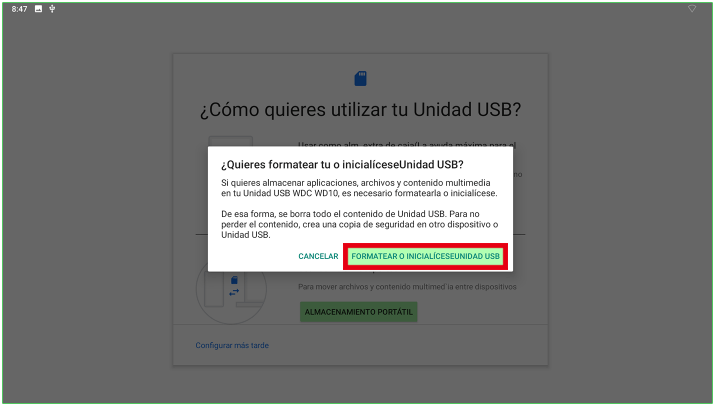 8:47
¿Cómo quieres utilizar tu Unidad USB?
Usar como alm. extra de caja(La ayuda máxima para el
no
¿Quieres formatear tu o inicialíceseUnidad USB?
Si quieres almacenar aplicaciones, archivos y contenido multimedia
en tu Unidad USB WDC WD10, es necesario formatearla o inicialícese.
De esa forma, se borra todo el contenido de Unidad USB. Para no
perder el contenido, crea una copia de seguridad en otro dispositivo o
Unidad USB.
CANCELAR
FORMATEAR O INICIALÍCESEUNIDAD USB
Para mover archivos y contenido multimed¨ia entre dispositivos
ALMACENAMIENTO PORTÁTIL
Configurar más tarde